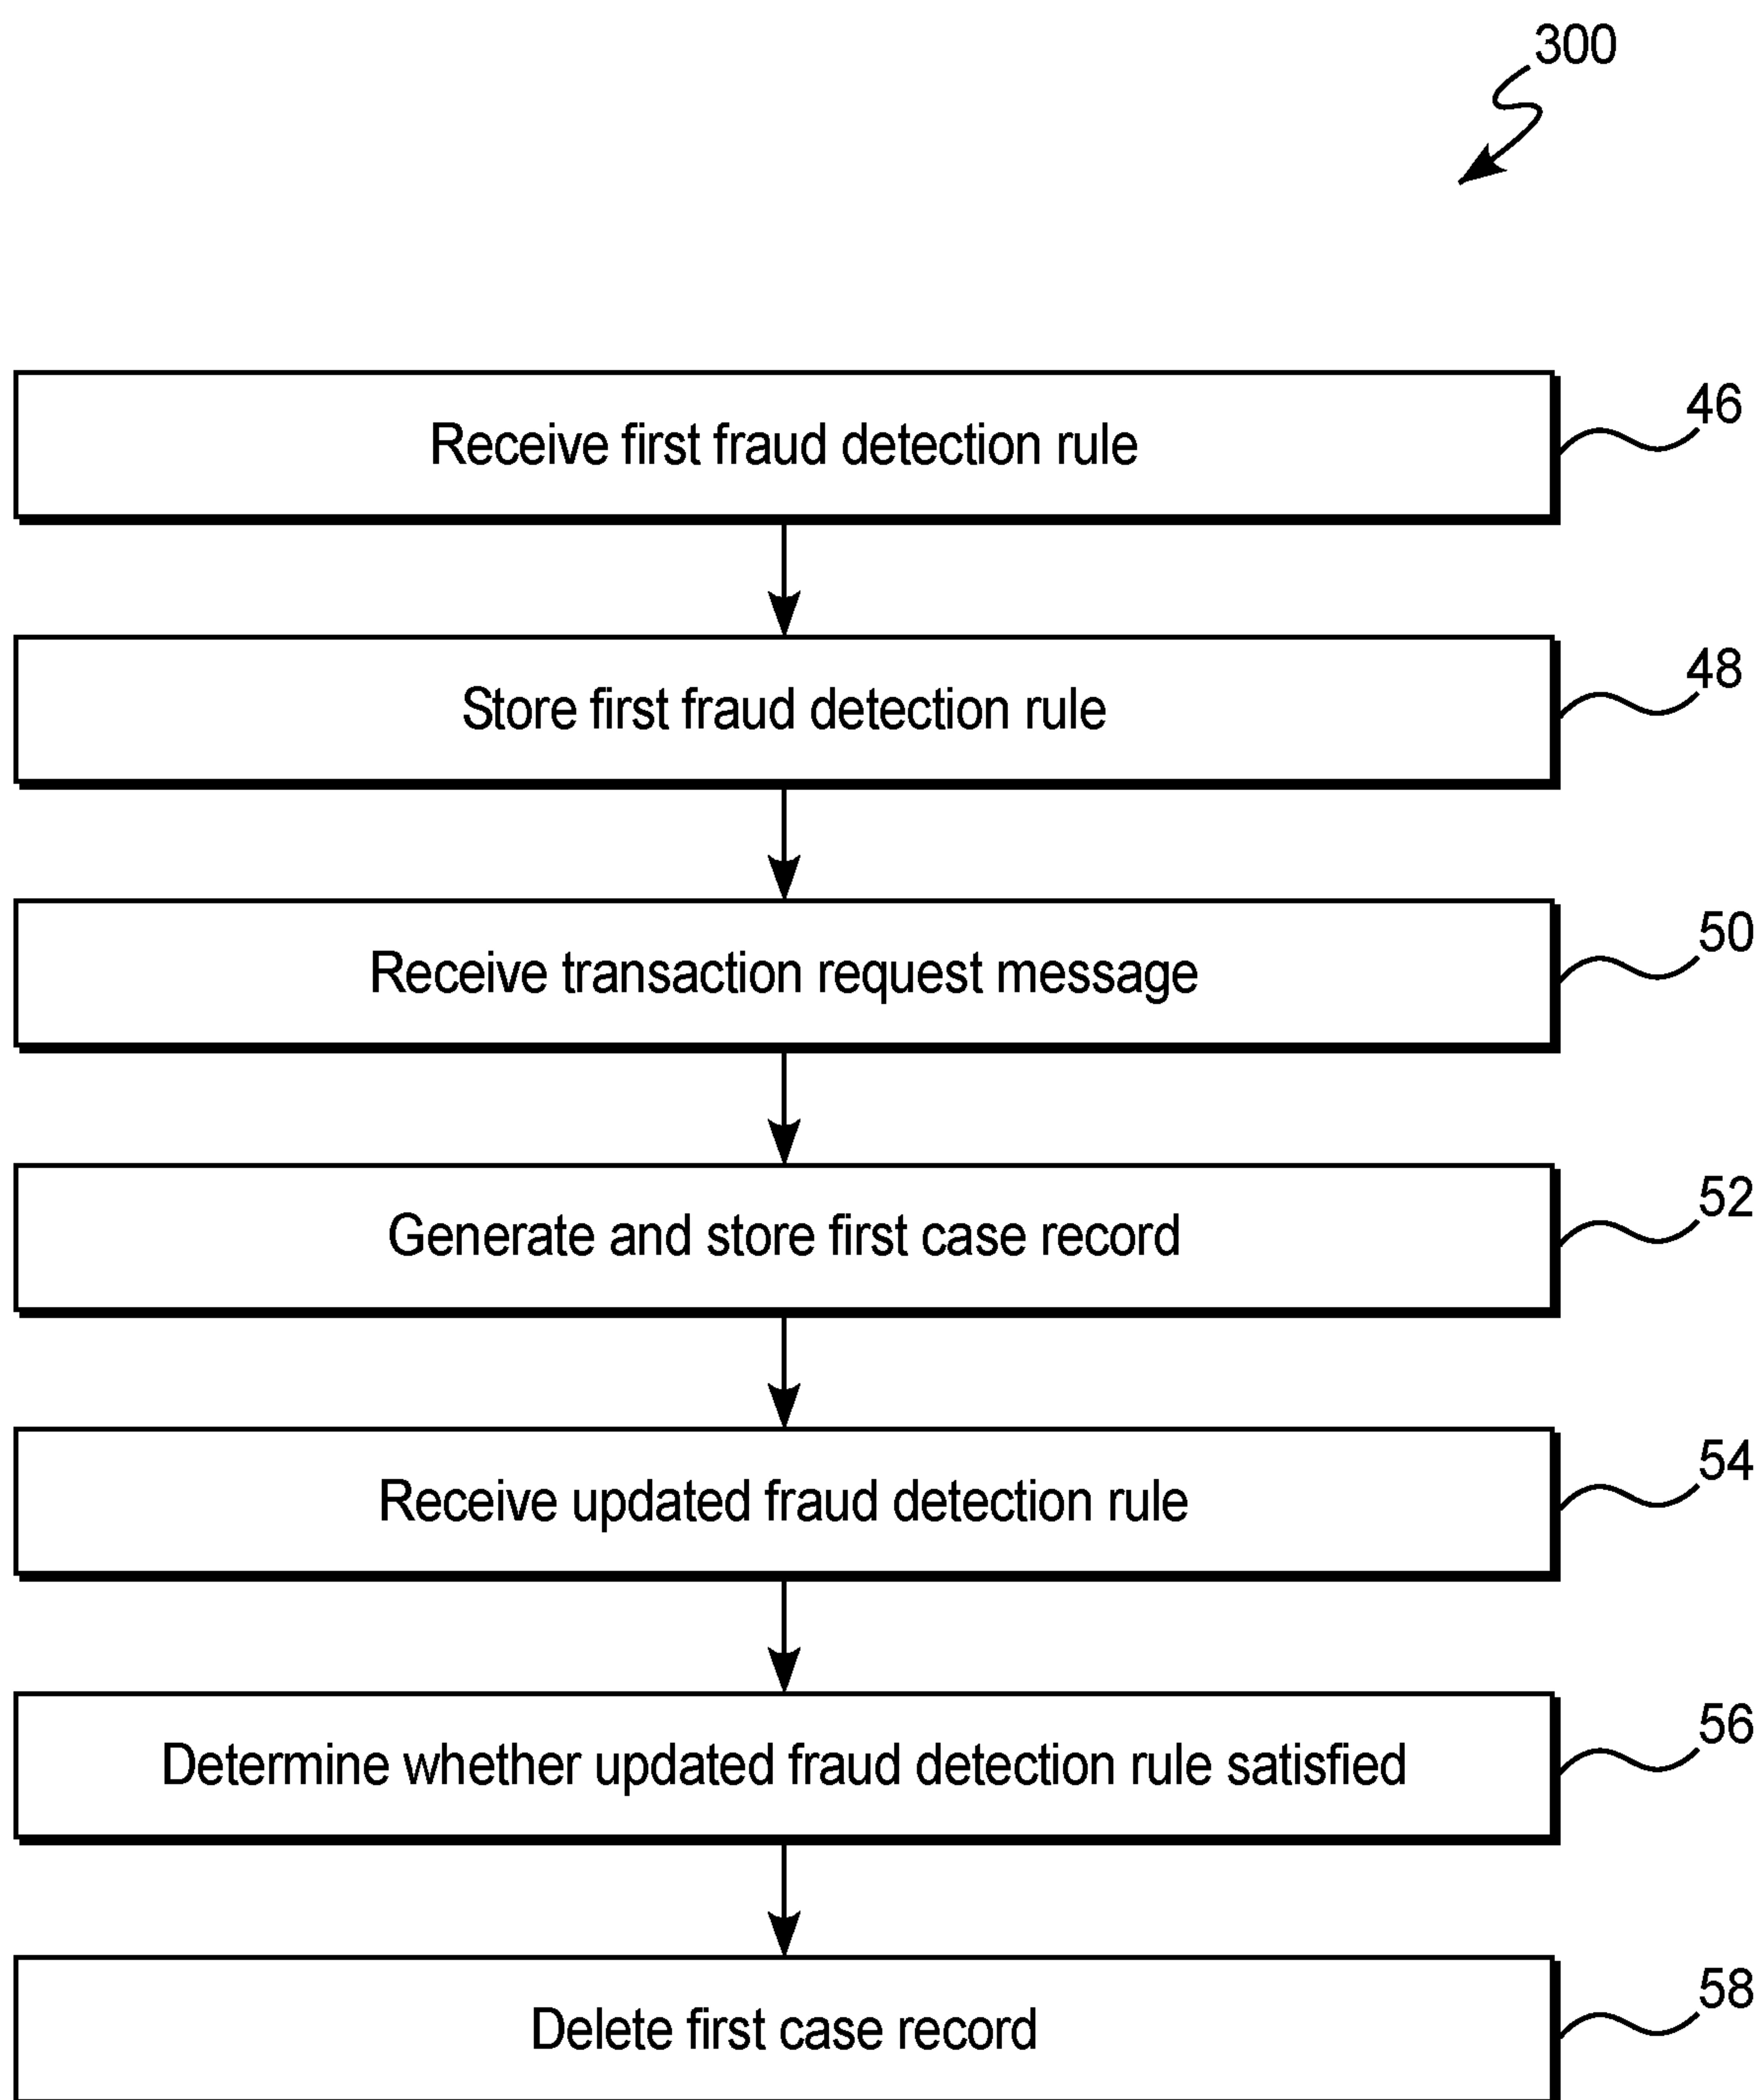 300
Receive first fraud detection rule
46
Store first fraud detection rule
48
Receive transaction request message
50
Generate and store first case record
52
Receive updated fraud detection rule
54
Determine whether updated fraud detection rule satisfied
56
Delete first case record
58